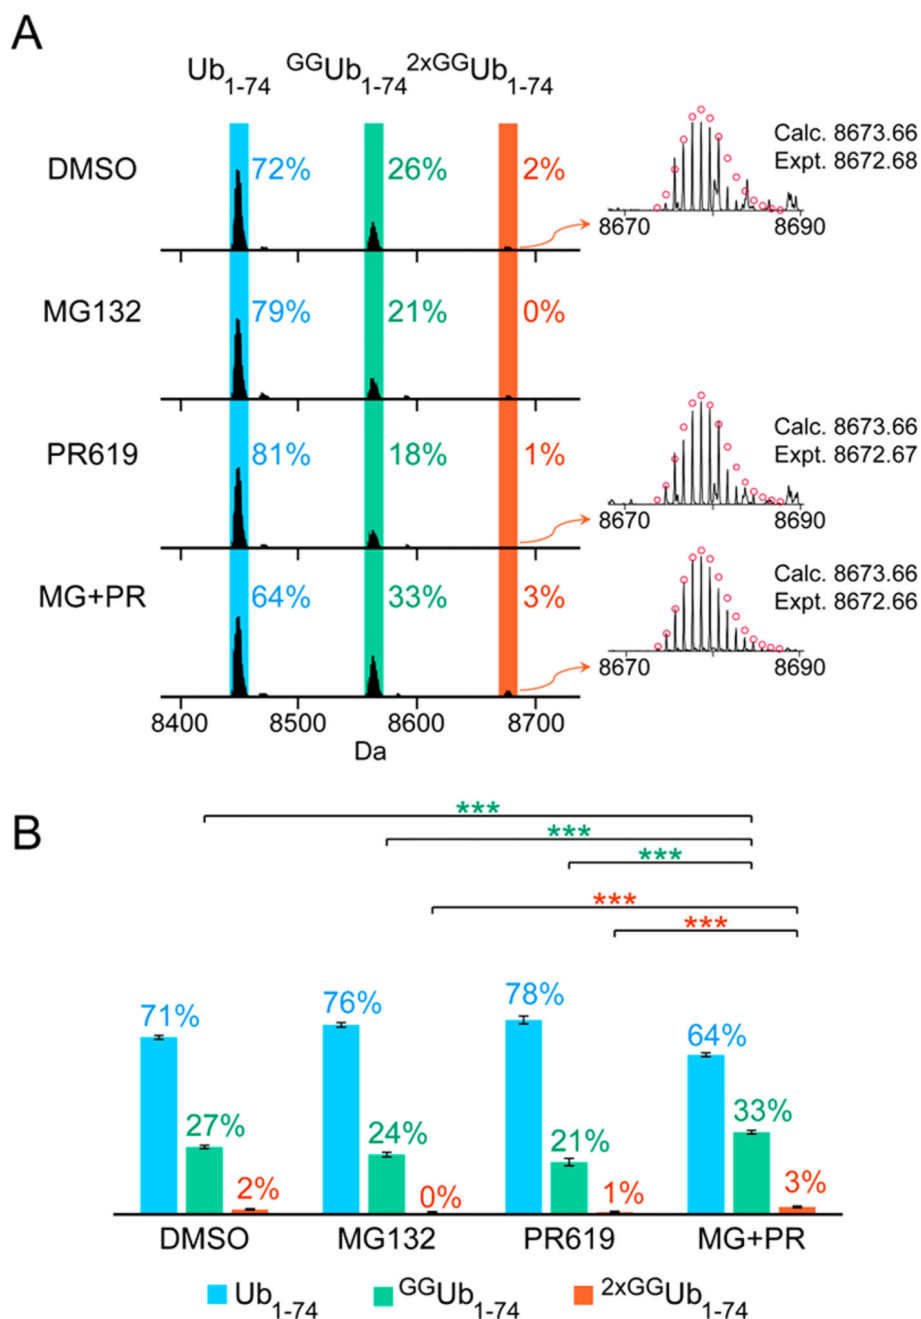 A
Ub1-74 GGUb1-74 2xGGUb1-74
DMSO 72% 26% 2%
Calc. 8673.66
Expt. 8672.68
8670 8690
MG132 79% 21% 0%
PR619 81% 18% 1%
Calc. 8673.66
Expt. 8672.67
8670 8690
MG+PR 64% 33% 3%
Calc. 8673.66
Expt. 8672.66
8670 8690
8400 8500 8600 8700
Da
B
***
***
***
***
***
71% 27% 2%
76% 24% 0%
78% 21% 1%
64% 33% 3%
DMSO MG132 PR619 MG+PR
Ub1-74 GGUb1-74 2xGGUb1-74